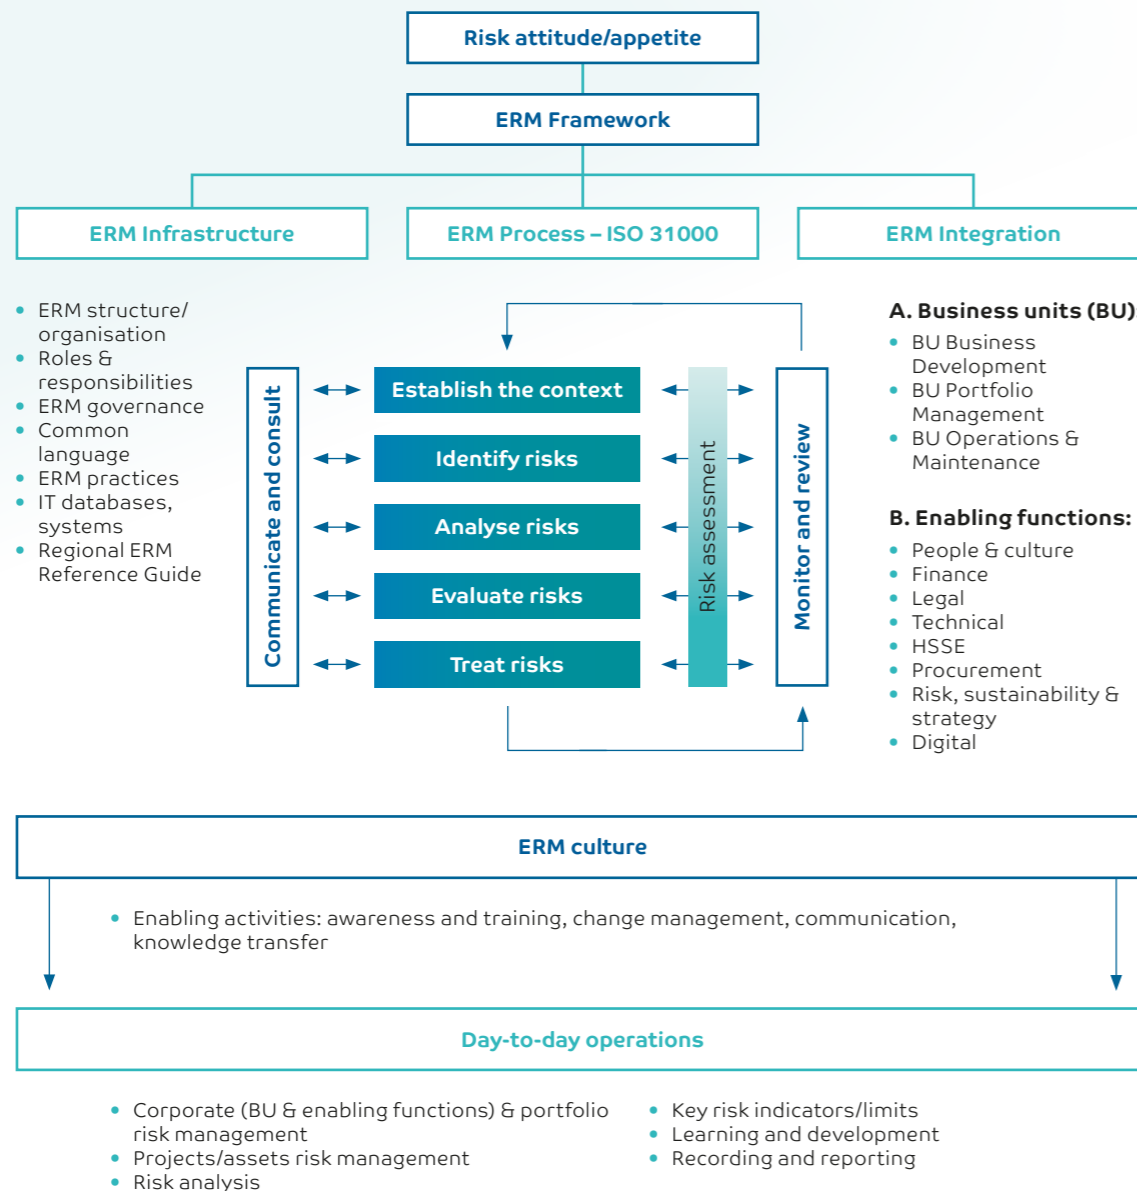 Risk attitude/appetite
ERM Framework
ERM Infrastructure
ERM Process – ISO 31000
ERM Integration
• ERM structure/
organisation
• Roles &
responsibilities
• ERM governance
• Common
language
• ERM practices
• IT databases,
systems
• Regional ERM
Reference Guide
Communicate and consult
Establish the context
Identify risks
Analyse risks
Evaluate risks
Treat risks
Risk assessment
Monitor and review
A. Business units (BU):
• BU Business
Development
• BU Portfolio
Management
• BU Operations &
Maintenance
B. Enabling functions:
• People & culture
• Finance
• Legal
• Technical
• HSSE
• Procurement
• Risk, sustainability &
strategy
• Digital
ERM culture
• Enabling activities: awareness and training, change management, communication,
knowledge transfer
Day-to-day operations
• Corporate (BU & enabling functions) & portfolio
risk management
• Projects/assets risk management
• Risk analysis
• Key risk indicators/limits
• Learning and development
• Recording and reporting